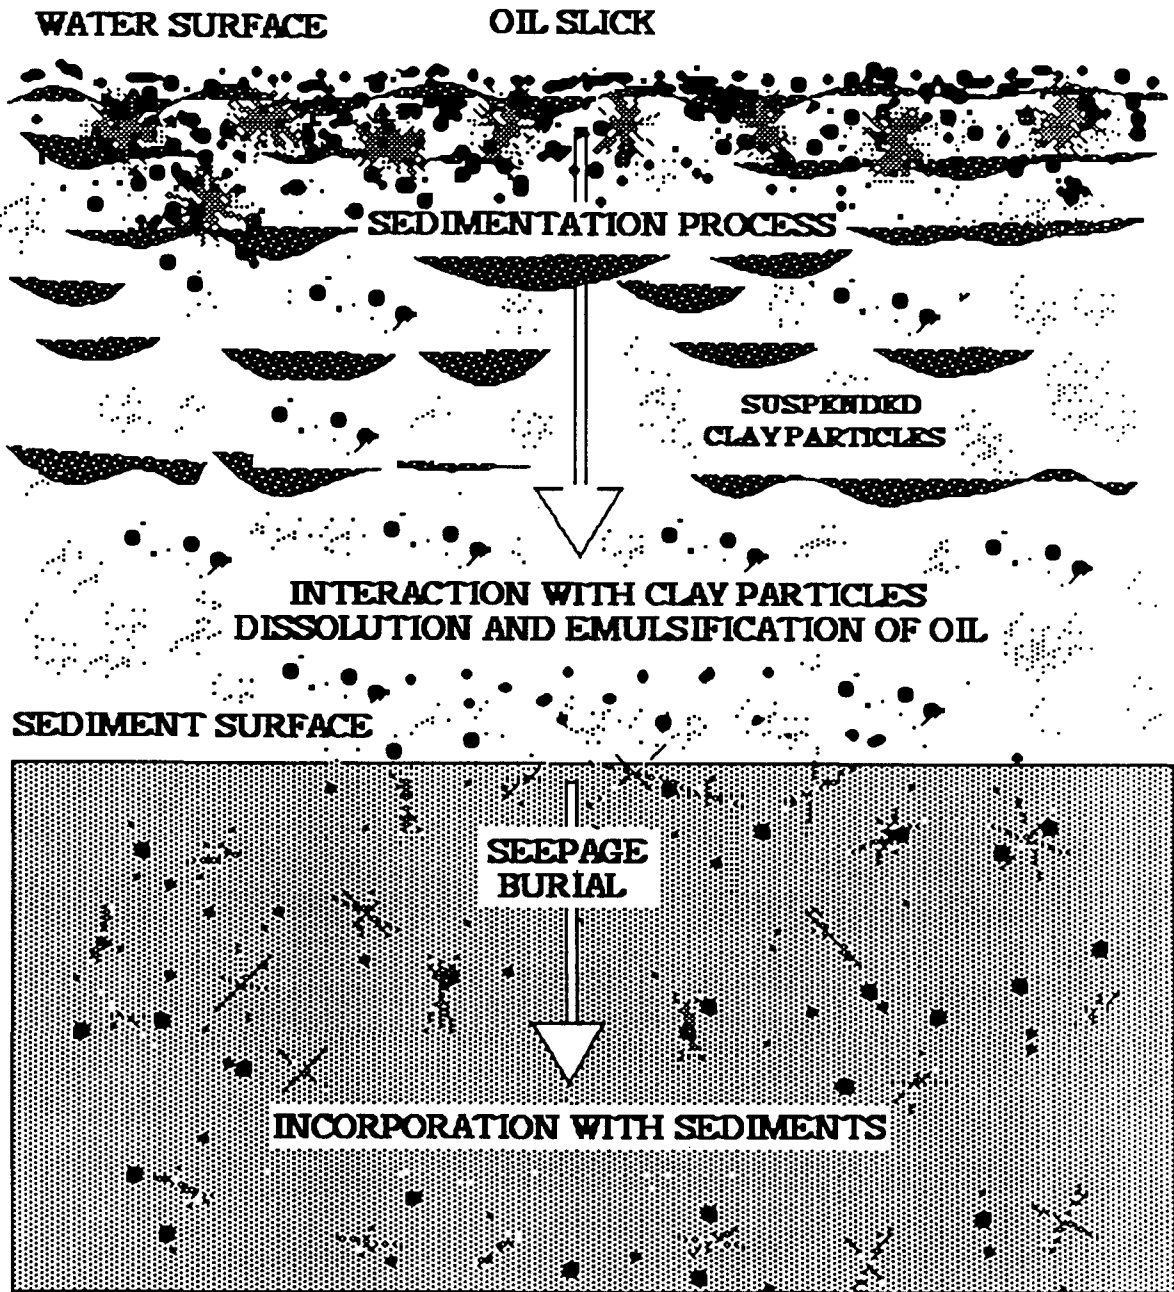 WATER SURFACE
OIL SLICK
SEDIMENTATION PROCESS
SUSPENDED
CLAY PARTICLES
INTERACTION WITH CLAY PARTICLES
DISSOLUTION AND EMULSIFICATION OF OIL
SEDIMENT SURFACE
SEEPAGE
BURIAL
INCORPORATION WITH SEDIMENTS